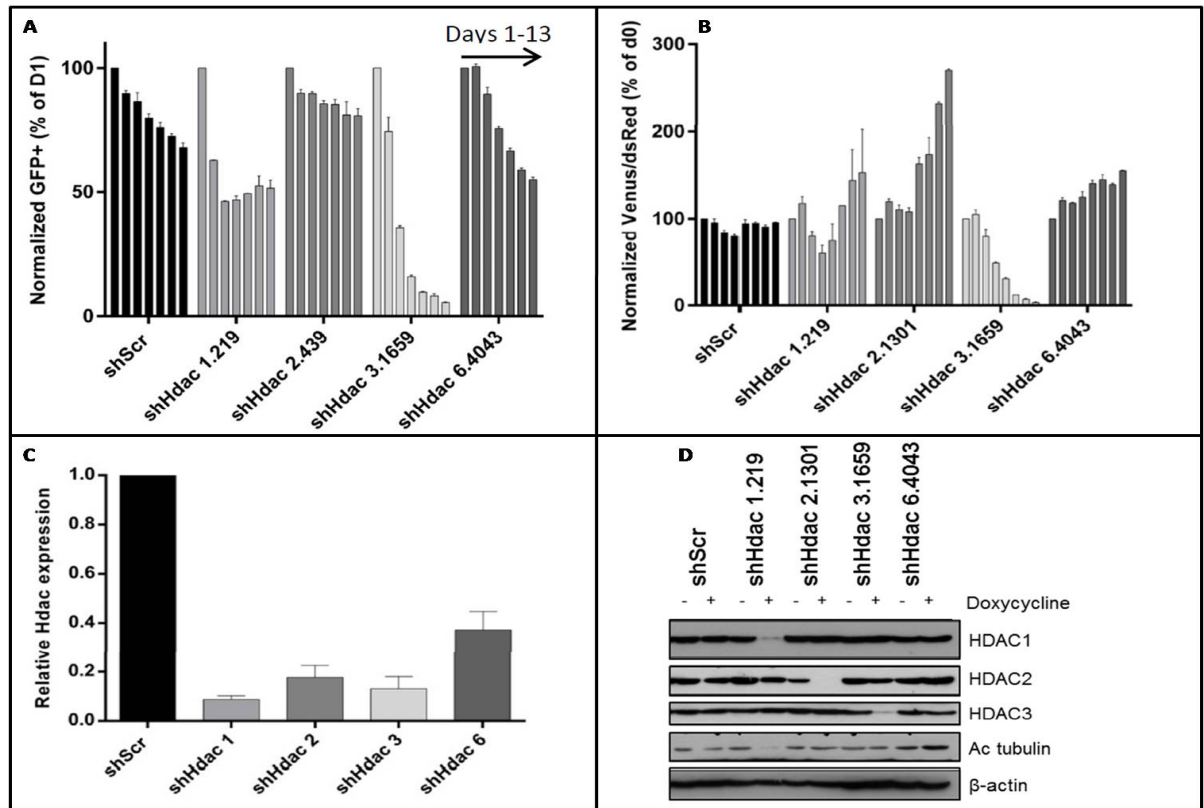 A
Days 1-13
Normalized GFP+ (% of D1)
100
50
0
shScr
shHdac 1.219
shHdac 2.439
shHdac 3.1659
shHdac 6.4043
B
Normalized Venus/dsRed (% of d0)
300
200
100
0
shScr
shHdac 1.219
shHdac 2.1301
shHdac 3.1659
shHdac 6.4043
C
Relative Hdac expression
1.0
0.8
0.6
0.4
0.2
0.0
shScr
shHdac 1
shHdac 2
shHdac 3
shHdac 6
D
shScr
shHdac 1.219
shHdac 2.1301
shHdac 3.1659
shHdac 6.4043
- + - + - + - + - + Doxycycline
HDAC1
HDAC2
HDAC3
Ac tubulin
β-actin